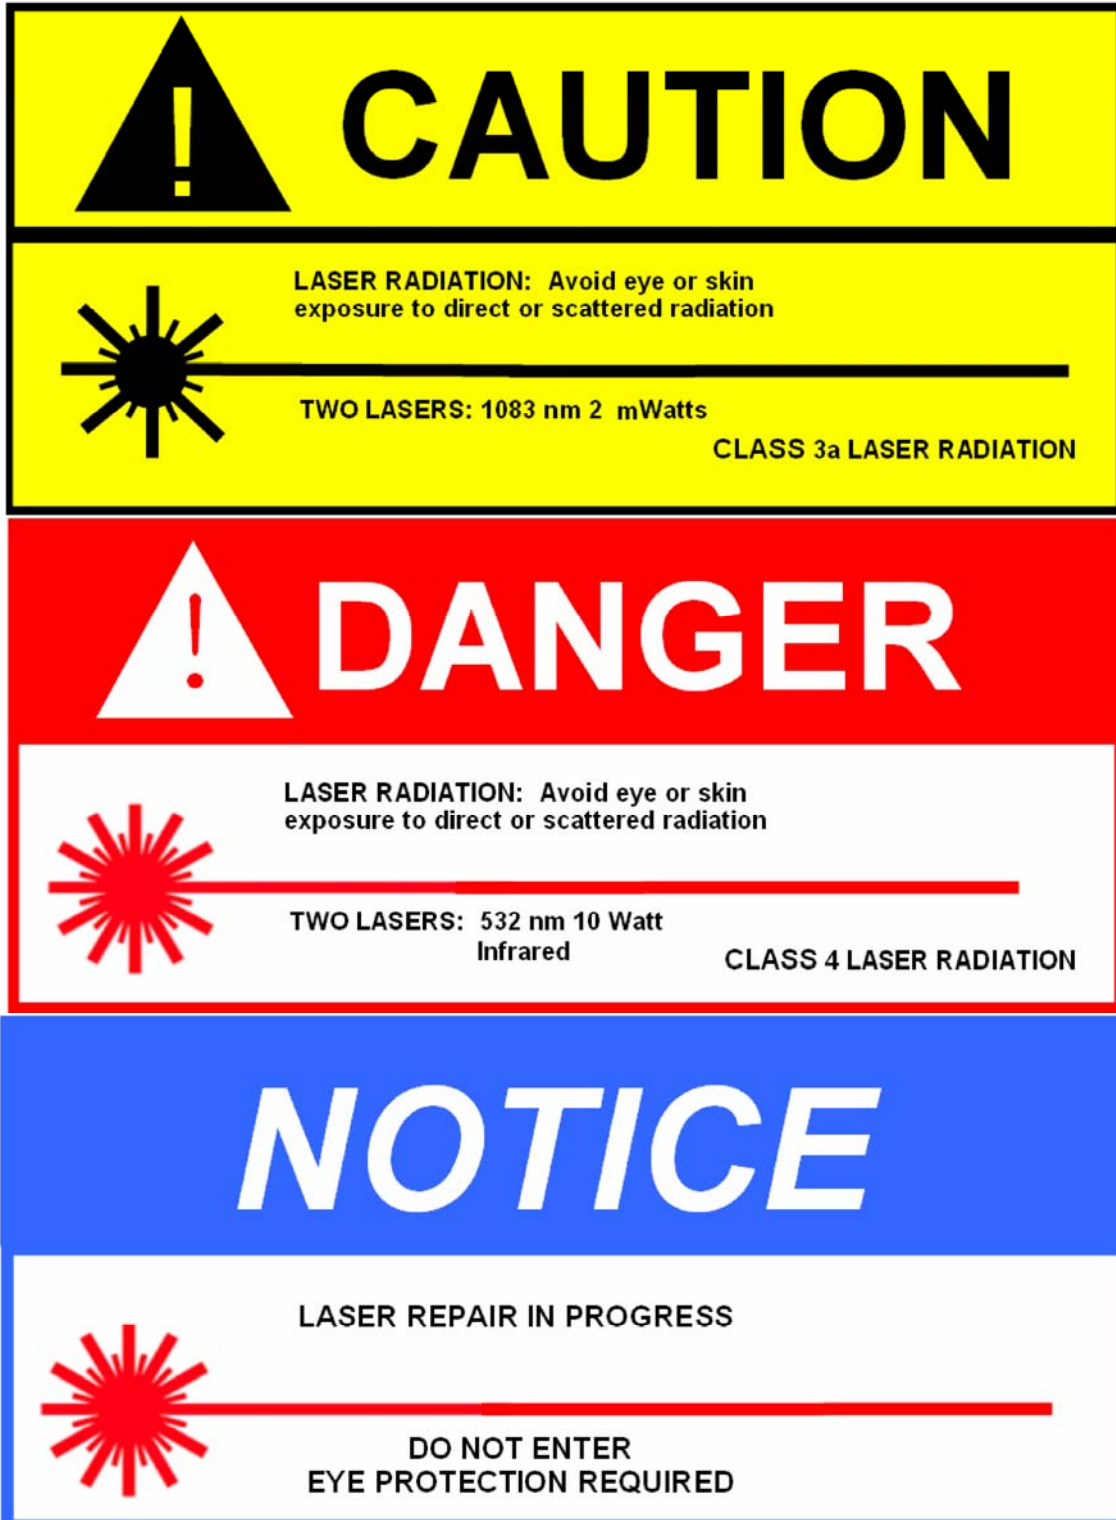 ! CAUTION
LASER RADIATION: Avoid eye or skin
exposure to direct or scattered radiation
TWO LASERS: 1083 nm 2 mWatts
CLASS 3a LASER RADIATION
! DANGER
LASER RADIATION: Avoid eye or skin
exposure to direct or scattered radiation
TWO LASERS: 532 nm 10 Watt
Infrared
CLASS 4 LASER RADIATION
NOTICE
LASER REPAIR IN PROGRESS
DO NOT ENTER
EYE PROTECTION REQUIRED